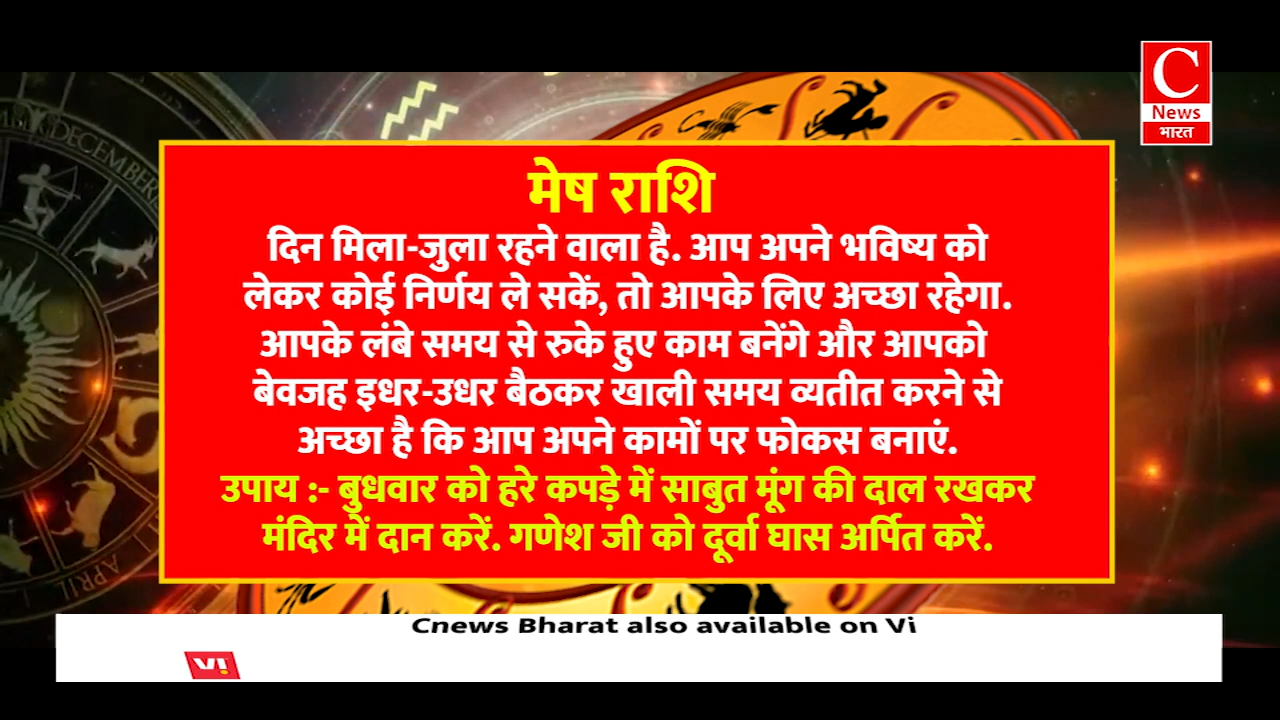 C
News
भारत
DECEMBER
मेष राशि
दिन मिला-जुला रहने वाला है. आप अपने भविष्य को
लेकर कोई निर्णय ले सकें, तो आपके लिए अच्छा रहेगा.
आपके लंबे समय से रुके हुए काम बनेंगे और आपको
बेवजह इधर-उधर बैठकर खाली समय व्यतीत करने से
अच्छा है कि आप अपने कामों पर फोकस बनाएं.
उपाय :- बुधवार को हरे कपड़े में साबुत मूंग की दाल रखकर
मंदिर में दान करें. गणेश जी को दूर्वा घास अर्पित करें.
APRIL
Cnews Bharat also available on Vi
VI